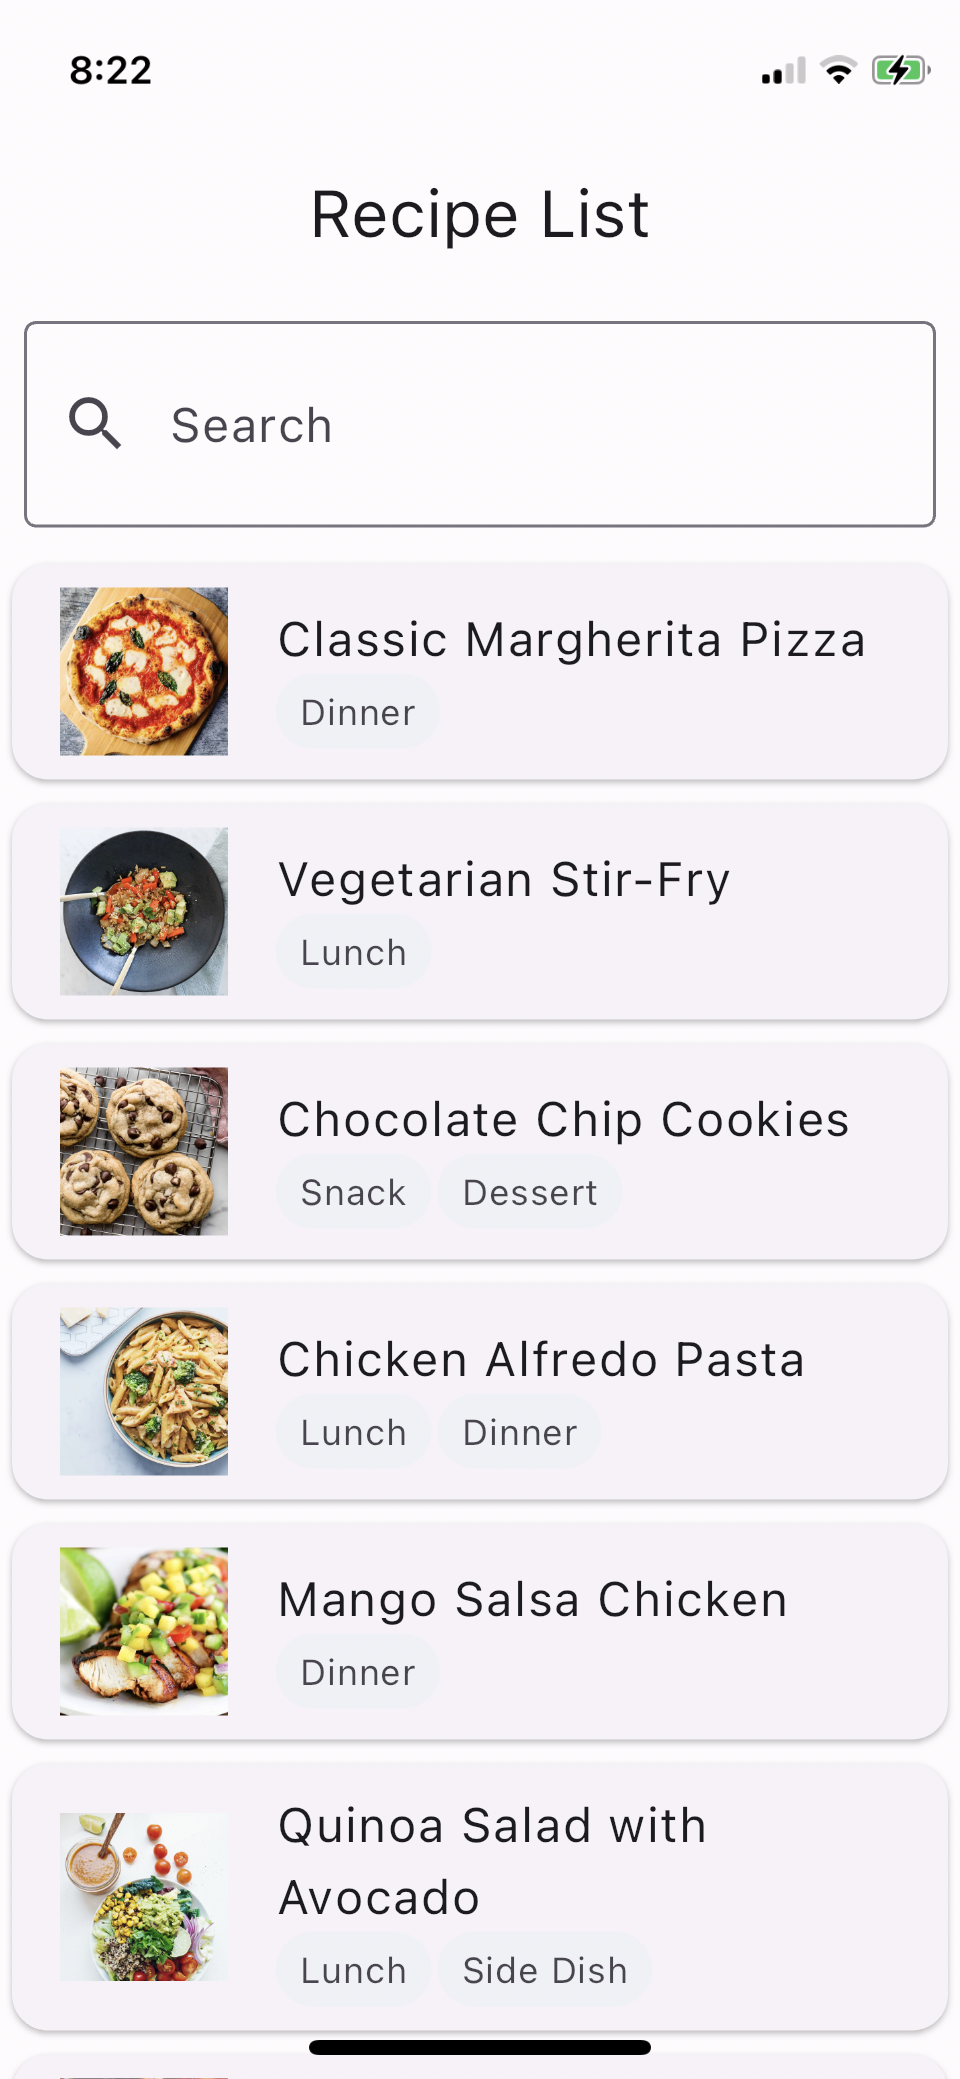 8:22
Recipe List
Search
Classic Margherita Pizza
Dinner
Vegetarian Stir-Fry
Lunch
Chocolate Chip Cookies
Snack Dessert
Chicken Alfredo Pasta
Lunch Dinner
Mango Salsa Chicken
Dinner
Quinoa Salad with
Avocado
Lunch Side Dish